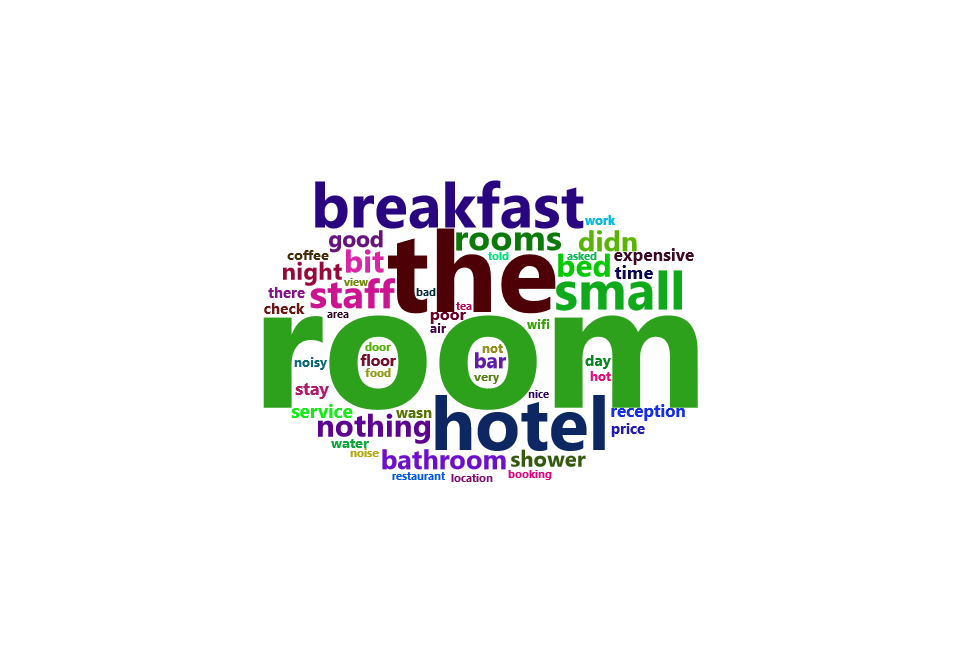 breakfast
work
good
rooms
didn
coffee
bit
the
told
asked
expensive
night
bed
time
view
staff
bad
small
there
tea
check
area
poor
room
air
wifi
door
not
noisy
floor
bar
day
food
very
hot
stay
nice
service
wasn
hotel
reception
nothing
price
water
noise
bathroom
shower
restaurant
location
booking